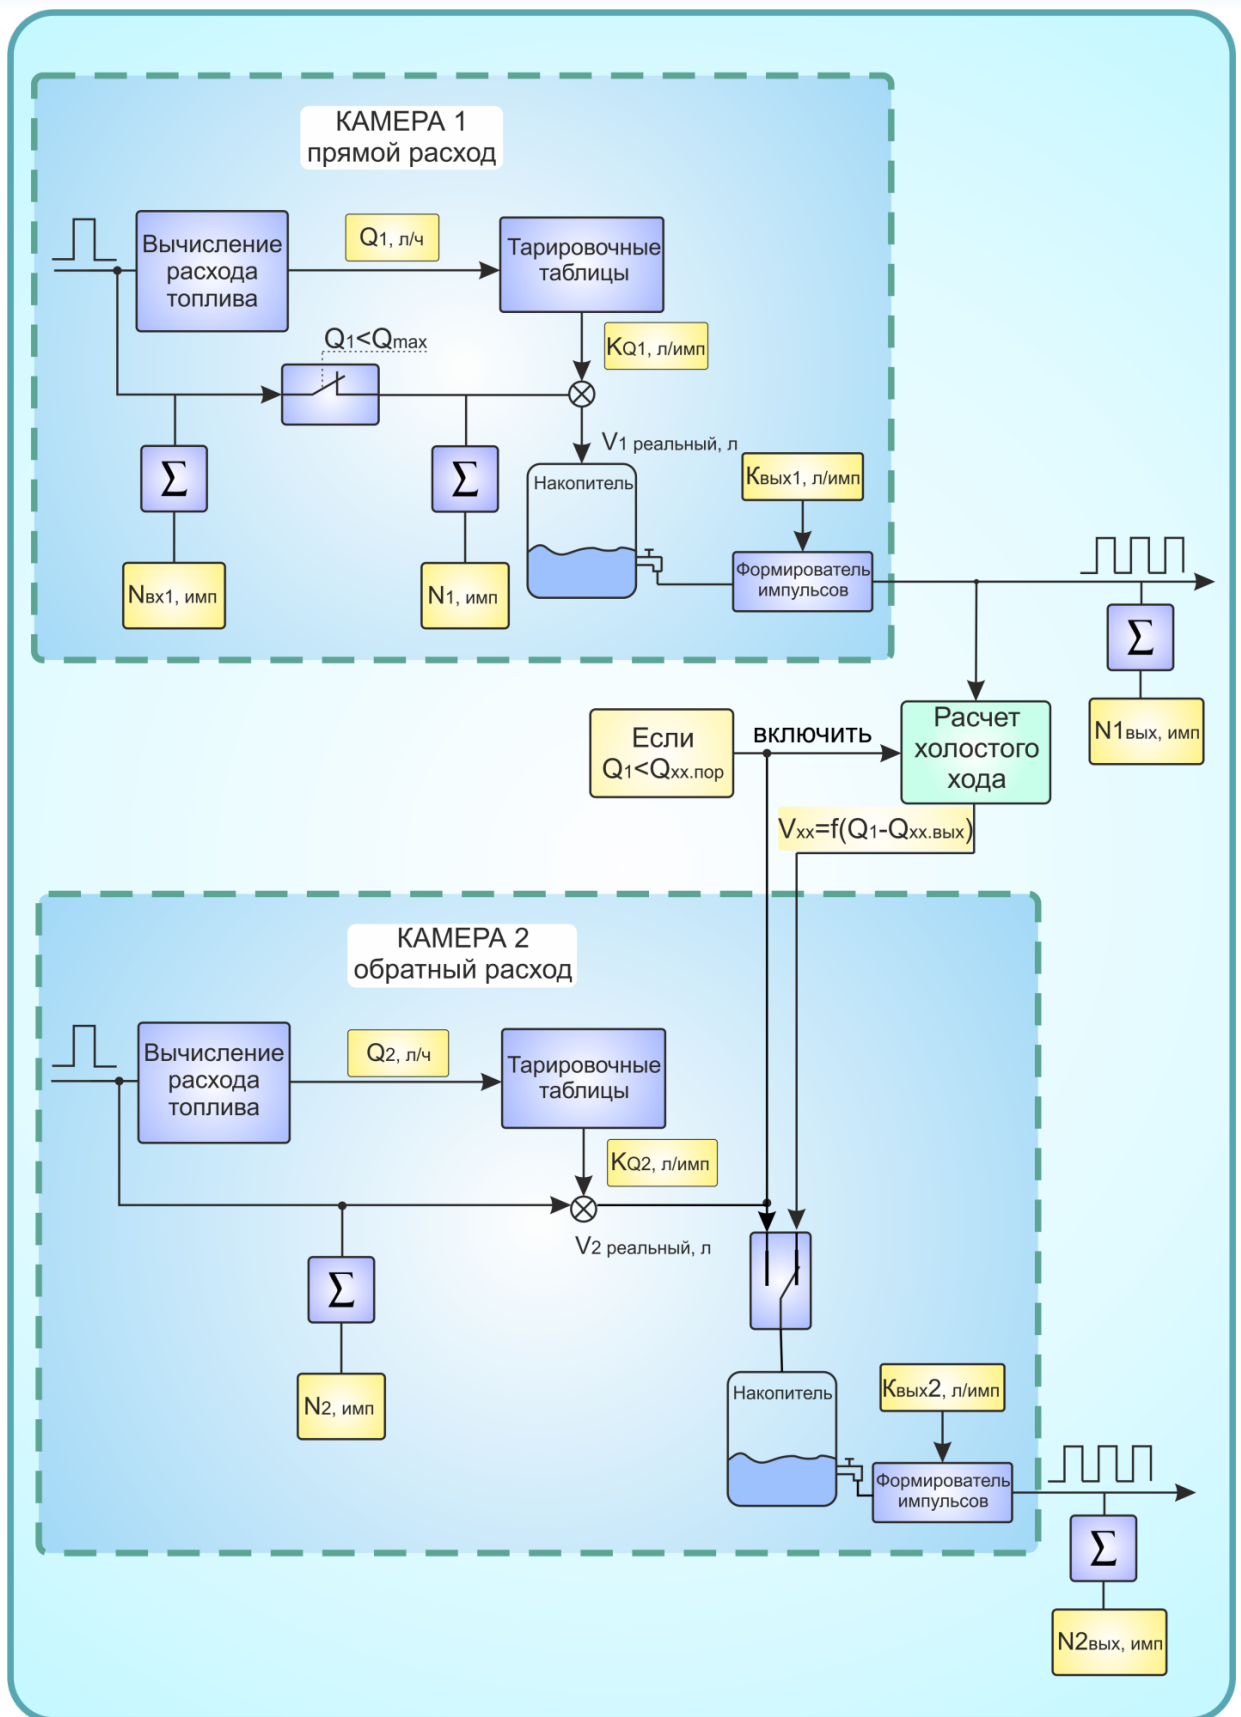 КАМЕРА 1
прямой расход
Вычисление
расхода
топлива
Q1, л/ч
Тарировочные
таблицы
Q1<Qmax
KQ1, л/имп
Σ
Σ
V1 реальный, л
Накопитель
Квых1, л/имп
Nвх1, имп
N1, имп
Формирователь
импульсов
Σ
N1вых, имп
Если
Q1<Qхх.пор
включить
Расчет
холостого
хода
Vхх=f(Q1-Qхх.вых)
КАМЕРА 2
обратный расход
Вычисление
расхода
топлива
Q2, л/ч
Тарировочные
таблицы
KQ2, л/имп
V2 реальный, л
Σ
N2, имп
Накопитель
Квых2, л/имп
Формирователь
импульсов
Σ
N2вых, имп